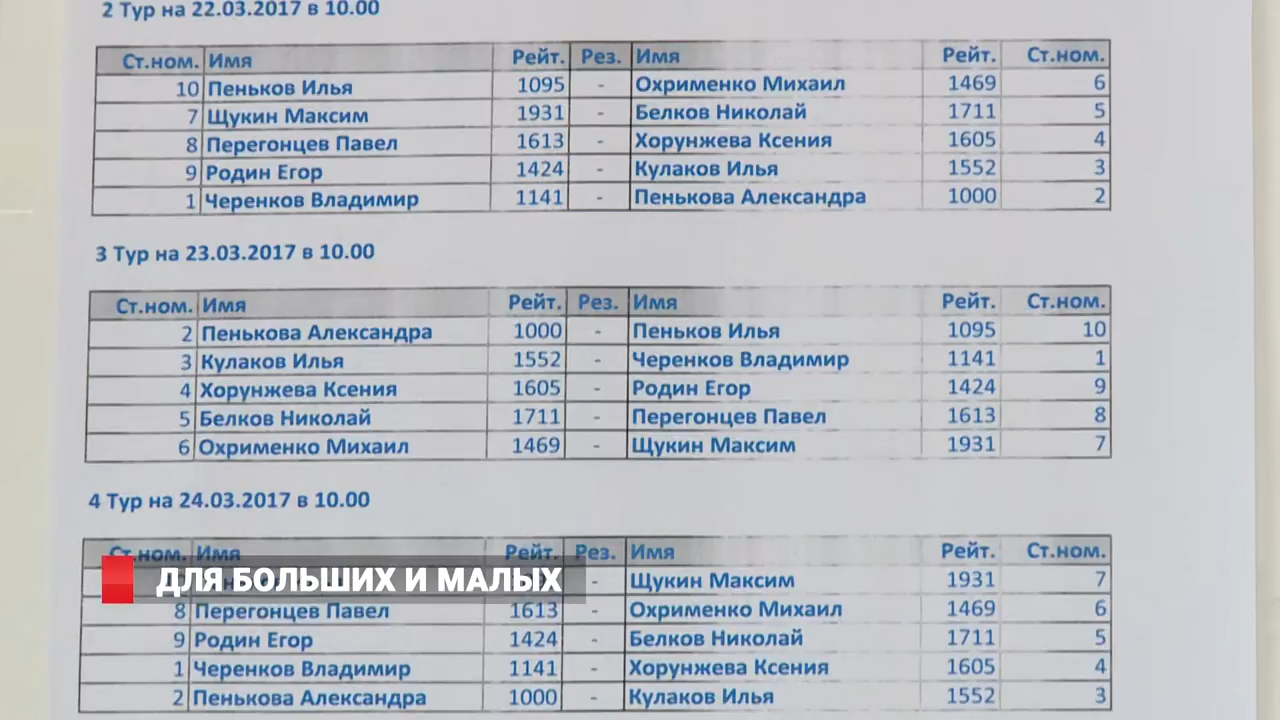 2 Тур на 22.03.2017 в 10.00
Ст.ном. Имя Рейт. Рез. Имя Рейт. Ст.ном.
10 Пеньков Илья 1095 - Охрименко Михаил 1469 6
7 Щукин Максим 1931 - Белков Николай 1711 5
8 Перегонцев Павел 1613 - Хорунжева Ксения 1605 4
9 Родин Егор 1424 - Кулаков Илья 1552 3
1 Черенков Владимир 1141 - Пенькова Александра 1000 2
3 Тур на 23.03.2017 в 10.00
Ст.ном. Имя Рейт. Рез. Имя Рейт. Ст.ном.
2 Пенькова Александра 1000 - Пеньков Илья 1095 10
3 Кулаков Илья 1552 - Черенков Владимир 1141 1
4 Хорунжева Ксения 1605 - Родин Егор 1424 9
5 Белков Николай 1711 - Перегонцев Павел 1613 8
6 Охрименко Михаил 1469 - Щукин Максим 1931 7
4 Тур на 24.03.2017 в 10.00
Ст.ном. Имя Рейт. Рез. Имя Рейт. Ст.ном.
- Щукин Максим 1931 7
ДЛЯ БОЛЬШИХ И МАЛЫХ
8 Перегонцев Павел 1613 - Охрименко Михаил 1469 6
9 Родин Егор 1424 - Белков Николай 1711 5
1 Черенков Владимир 1141 - Хорунжева Ксения 1605 4
2 Пенькова Александра 1000 - Кулаков Илья 1552 3